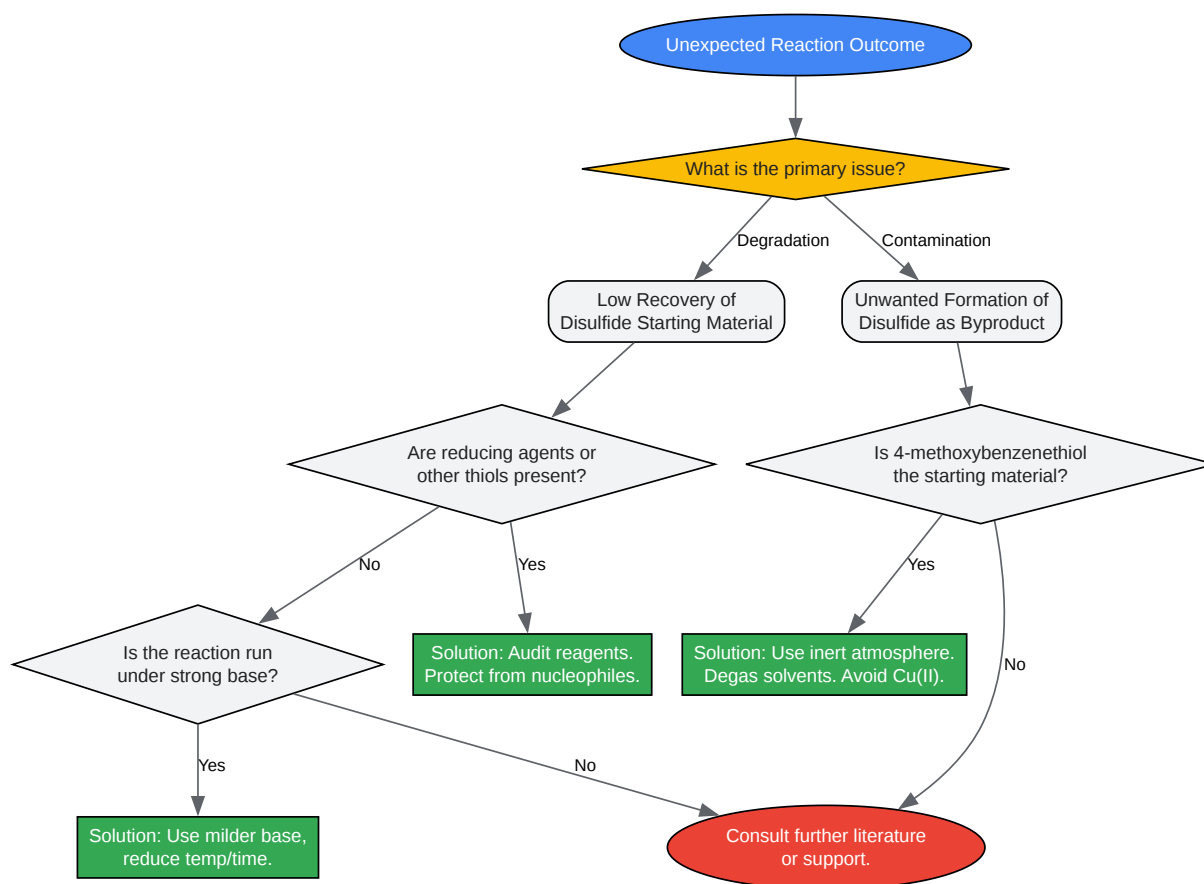 Unexpected Reaction Outcome
What is the primary issue?
Degradation
Contamination
Low Recovery of
Disulfide Starting Material
Unwanted Formation of
Disulfide as Byproduct
Are reducing agents or
other thiols present?
Is 4-methoxybenzenethiol
the starting material?
No
Yes
Yes
No
Is the reaction run
under strong base?
Solution: Audit reagents.
Protect from nucleophiles.
Solution: Use inert atmosphere.
Degas solvents. Avoid Cu(II).
Yes
No
Solution: Use milder base,
reduce temp/time.
Consult further literature
or support.